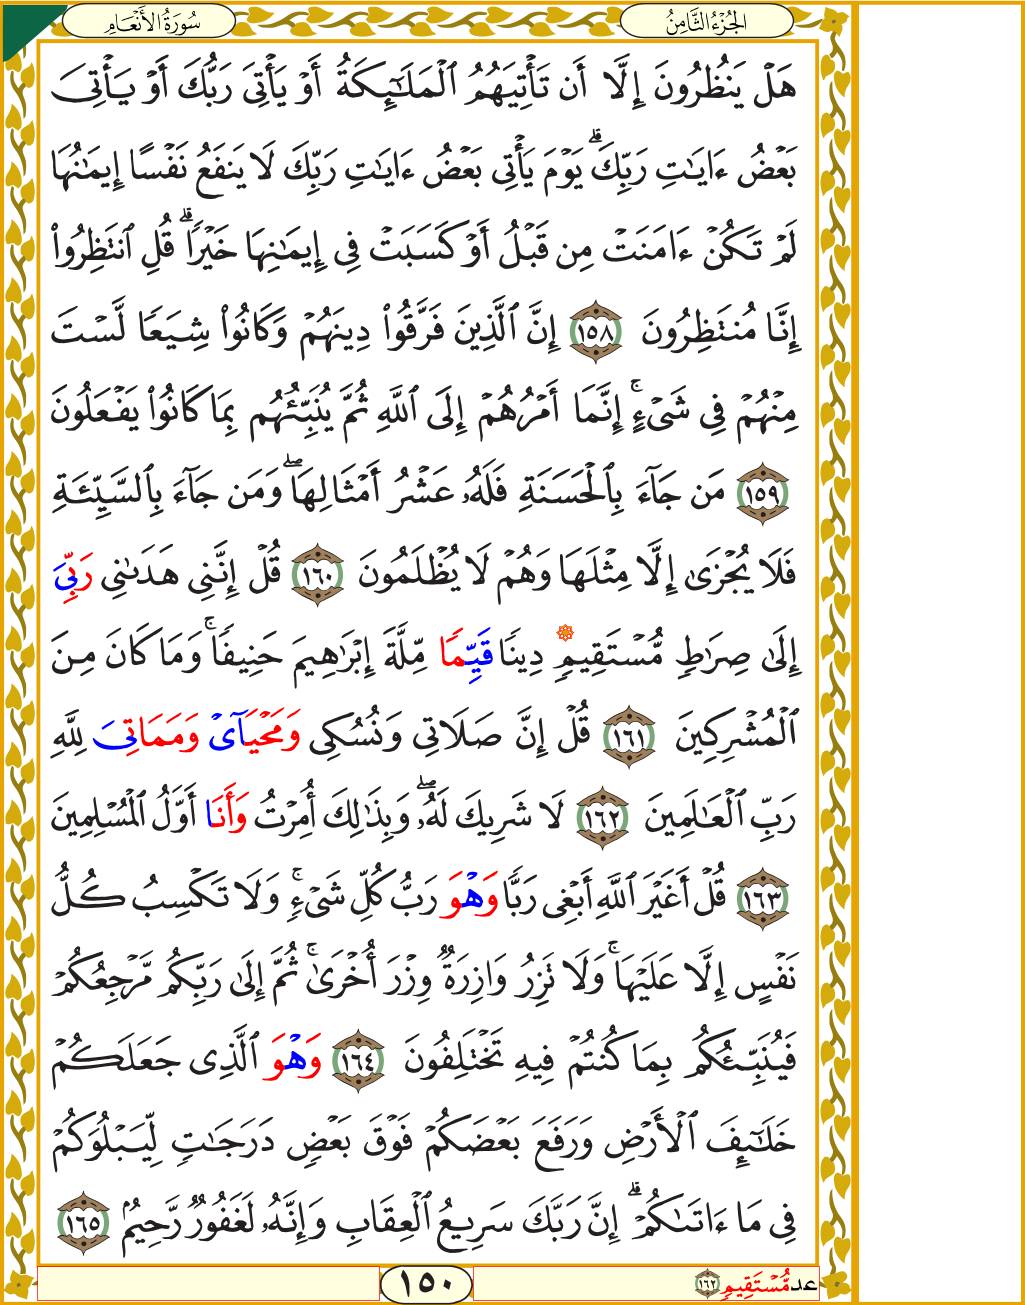 الجُزْءُ الثَّامِنُ
سُورَةُ الأَنْعَامِ
هَلْ يَنظُرُونَ إِلَّا أَن تَأْتِيَهُمُ ٱلْمَلَٰٓئِكَةُ أَوْ يَأْتِىَ رَبُّكَ أَوْ يَأْتِىَ
بَعْضُ ءَايَٰتِ رَبِّكَ ۗ يَوْمَ يَأْتِى بَعْضُ ءَايَٰتِ رَبِّكَ لَا يَنفَعُ نَفْسًا إِيمَٰنُهَا
لَمْ تَكُنْ ءَامَنَتْ مِن قَبْلُ أَوْ كَسَبَتْ فِى إِيمَٰنِهَا خَيْرًا ۗ قُلِ ٱنتَظِرُوا۟
إِنَّا مُنتَظِرُونَ ١٥٨ إِنَّ ٱلَّذِينَ فَرَّقُوا۟ دِينَهُمْ وَكَانُوا۟ شِيَعًا لَّسْتَ
مِنْهُمْ فِى شَىْءٍ ۚ إِنَّمَا أَمْرُهُمْ إِلَى ٱللَّهِ ثُمَّ يُنَبِّئُهُم بِمَا كَانُوا۟ يَفْعَلُونَ
١٥٩ مَن جَآءَ بِٱلْحَسَنَةِ فَلَهُۥ عَشْرُ أَمْثَالِهَا ۖ وَمَن جَآءَ بِٱلسَّيِّئَةِ
فَلَا يُجْزَىٰ إِلَّا مِثْلَهَا وَهُمْ لَا يُظْلَمُونَ ١٦٠ قُلْ إِنَّنِى هَدَىٰنِى رَبِّىَ
إِلَىٰ صِرَٰطٍ مُّسْتَقِيمٍ دِينًا قَيِّمًا مِّلَّةَ إِبْرَٰهِيمَ حَنِيفًا ۚ وَمَا كَانَ مِنَ
ٱلْمُشْرِكِينَ ١٦١ قُلْ إِنَّ صَلَاتِى وَنُسُكِى وَمَحْيَآىْ وَمَمَاتِىَ لِلَّهِ
رَبِّ ٱلْعَٰلَمِينَ ١٦٢ لَا شَرِيكَ لَهُۥ ۖ وَبِذَٰلِكَ أُمِرْتُ وَأَنَا أَوَّلُ ٱلْمُسْلِمِينَ
١٦٣ قُلْ أَغَيْرَ ٱللَّهِ أَبْغِى رَبًّا وَهْوَ رَبُّ كُلِّ شَىْءٍ ۚ وَلَا تَكْسِبُ كُلُّ
نَفْسٍ إِلَّا عَلَيْهَا ۚ وَلَا تَزِرُ وَازِرَةٌ وِزْرَ أُخْرَىٰ ۚ ثُمَّ إِلَىٰ رَبِّكُم مَّرْجِعُكُمْ
فَيُنَبِّئُكُم بِمَا كُنتُمْ فِيهِ تَخْتَلِفُونَ ١٦٤ وَهْوَ ٱلَّذِى جَعَلَكُمْ
خَلَٰٓئِفَ ٱلْأَرْضِ وَرَفَعَ بَعْضَكُمْ فَوْقَ بَعْضٍ دَرَجَٰتٍ لِّيَبْلُوَكُمْ
فِى مَا ءَاتَىٰكُمْ ۗ إِنَّ رَبَّكَ سَرِيعُ ٱلْعِقَابِ وَإِنَّهُۥ لَغَفُورٌ رَّحِيمٌ ١٦٥
عد مُّسْتَقِيمٍ ١٦٢
١٥٠